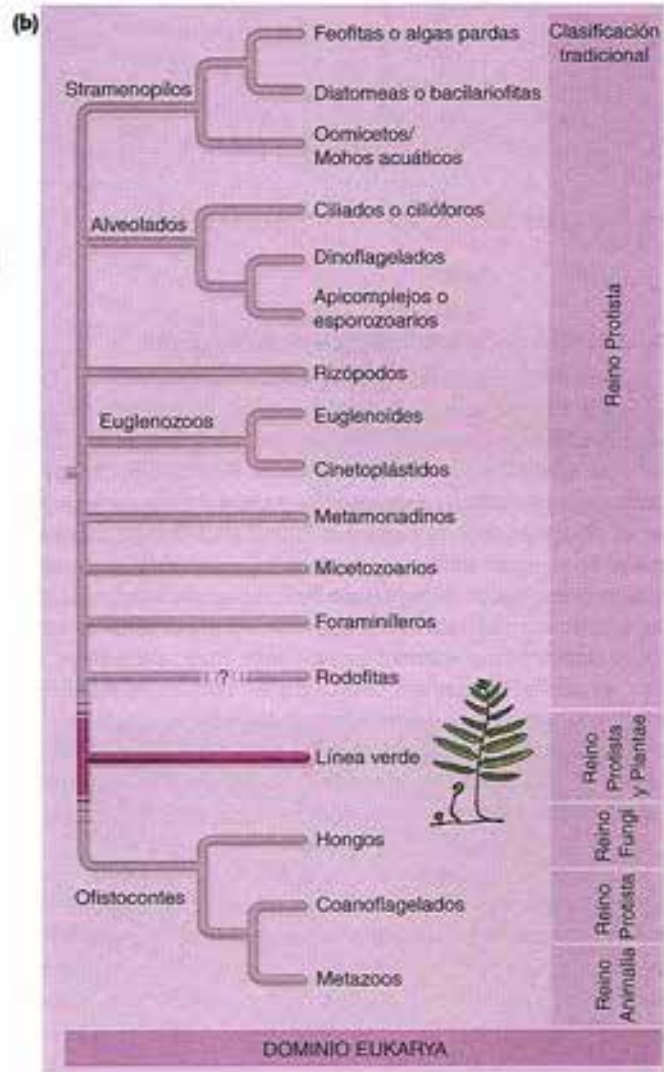 (b)
Feofitas o algas pardas
Clasificación
tradicional
Stramenopilos
Diatomeas o bacilariofitas
Oomicetos/
Mohos acuáticos
Ciliados o cilióforos
Alveolados
Dinoflagelados
Apicomplejos o
esporozoarios
Reino Protista
Rizópodos
Euglenozoos
Euglenoides
Cinetoplástidos
Metamonadinos
Micetozoarios
Foraminíferos
?
Rodofitas
Línea verde
Reino
Protista
y Plantae
Hongos
Reino
Fungi
Ofistocontes
Coanoflagelados
Reino
Protista
Metazoos
Reino
Animalia
DOMINIO EUKARYA